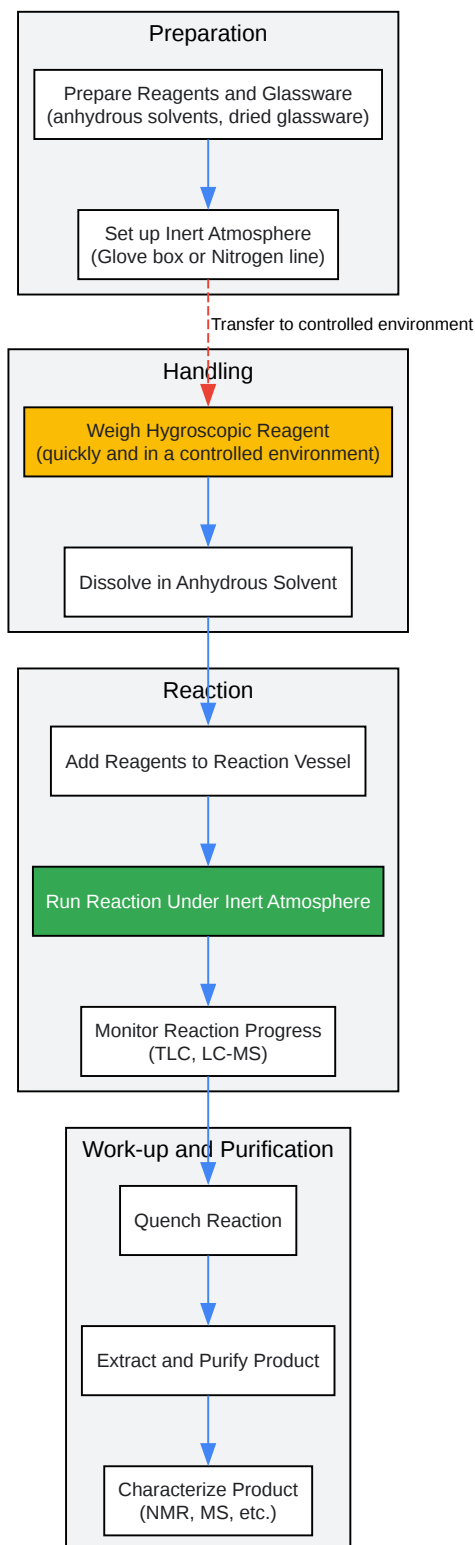 Preparation
Prepare Reagents and Glassware
(anhydrous solvents, dried glassware)
Set up Inert Atmosphere
(Glove box or Nitrogen line)
Transfer to controlled environment
Handling
Weigh Hygroscopic Reagent
(quickly and in a controlled environment)
Dissolve in Anhydrous Solvent
Reaction
Add Reagents to Reaction Vessel
Run Reaction Under Inert Atmosphere
Monitor Reaction Progress
(TLC, LC-MS)
Work-up and Purification
Quench Reaction
Extract and Purify Product
Characterize Product
(NMR, MS, etc.)